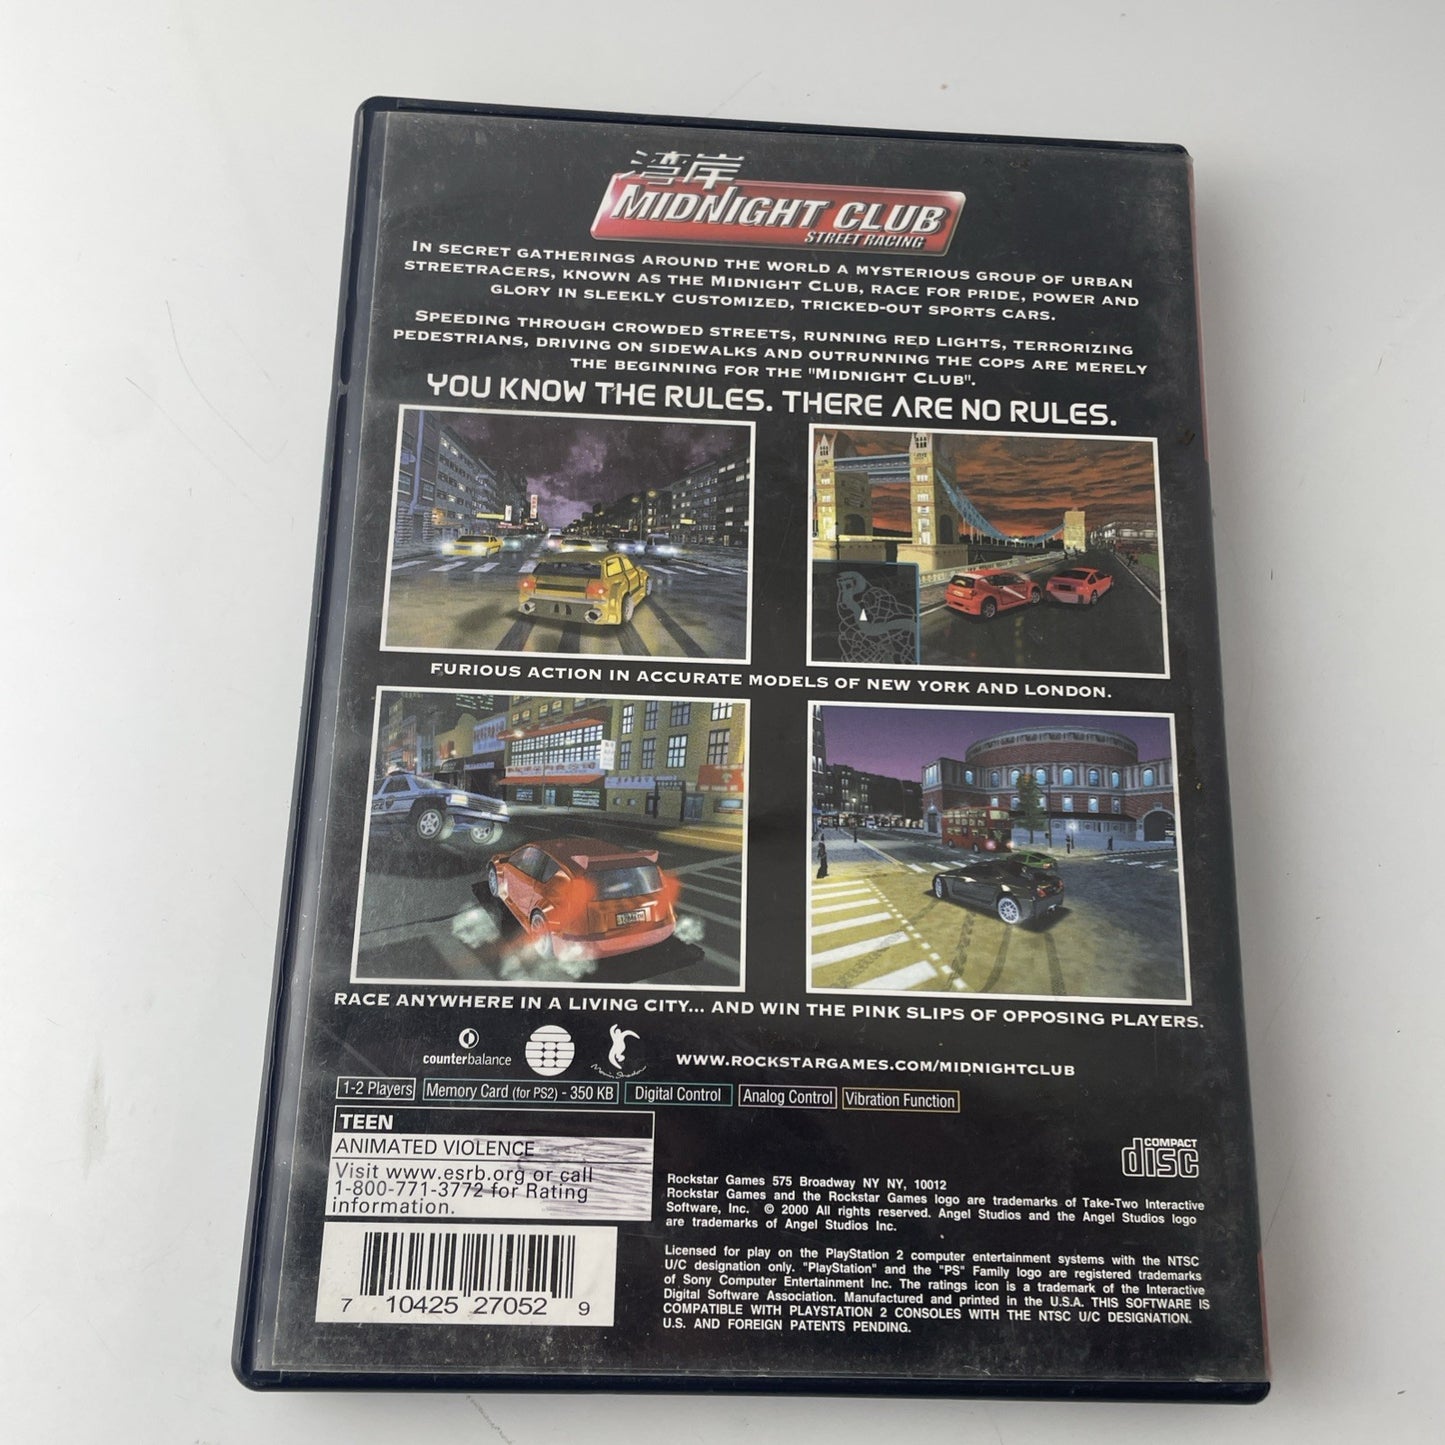 湾岸
MIDNIGHT CLUB
STREET RACING
IN SECRET GATHERINGS AROUND THE WORLD A MYSTERIOUS GROUP OF URBAN
STREETRACERS, KNOWN AS THE MIDNIGHT CLUB, RACE FOR PRIDE, POWER AND
GLORY IN SLEEKLY CUSTOMIZED, TRICKED-OUT SPORTS CARS.
SPEEDING THROUGH CROWDED STREETS, RUNNING RED LIGHTS, TERRORIZING
PEDESTRIANS, DRIVING ON SIDEWALKS AND OUTRUNNING THE COPS ARE MERELY
THE BEGINNING FOR THE "MIDNIGHT CLUB".
YOU KNOW THE RULES. THERE ARE NO RULES.
FURIOUS ACTION IN ACCURATE MODELS OF NEW YORK AND LONDON.
RACE ANYWHERE IN A LIVING CITY... AND WIN THE PINK SLIPS OF OPPOSING PLAYERS.
counterbalance
WWW.ROCKSTARGAMES.COM/MIDNIGHTCLUB
1-2 Players
Memory Card (for PS2) - 350 KB
Digital Control
Analog Control
Vibration Function
TEEN
ANIMATED VIOLENCE
Visit www.esrb.org or call
1-800-771-3772 for Rating
information.
COMPACT
disc
Rockstar Games 575 Broadway NY NY, 10012
Rockstar Games and the Rockstar Games logo are trademarks of Take-Two Interactive
Software, Inc. © 2000 All rights reserved. Angel Studios and the Angel Studios logo
are trademarks of Angel Studios Inc.
Licensed for play on the PlayStation 2 computer entertainment systems with the NTSC
U/C designation only. "PlayStation" and the "PS" Family logo are registered trademarks
of Sony Computer Entertainment Inc. The ratings icon is a trademark of the Interactive
Digital Software Association. Manufactured and printed in the U.S.A. THIS SOFTWARE IS
COMPATIBLE WITH PLAYSTATION 2 CONSOLES WITH THE NTSC U/C DESIGNATION.
U.S. AND FOREIGN PATENTS PENDING.
7 10425 27052 9